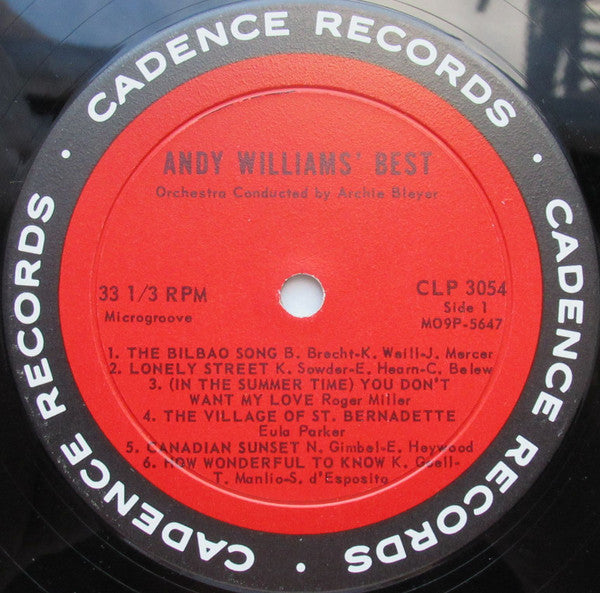 CADENCE RECORDS • CADENCE RECORDS • CADENCE RECORDS •
ANDY WILLIAMS' BEST
Orchestra Conducted by Archie Bleyer
33 1/3 RPM
Microgroove
CLP 3054
Side 1
MO9P-5647
1. THE BILBAO SONG B. Brecht-K. Weill-J. Mercer
2. LONELY STREET K. Sowder-E. Hearn-C. Belew
3. (IN THE SUMMER TIME) YOU DON'T
WANT MY LOVE Roger Miller
4. THE VILLAGE OF ST. BERNADETTE
Eula Parker
5. CANADIAN SUNSET N. Gimbel-E. Heywood
6. HOW WONDERFUL TO KNOW K. Goell-
T. Manlio-S. d'Esposito